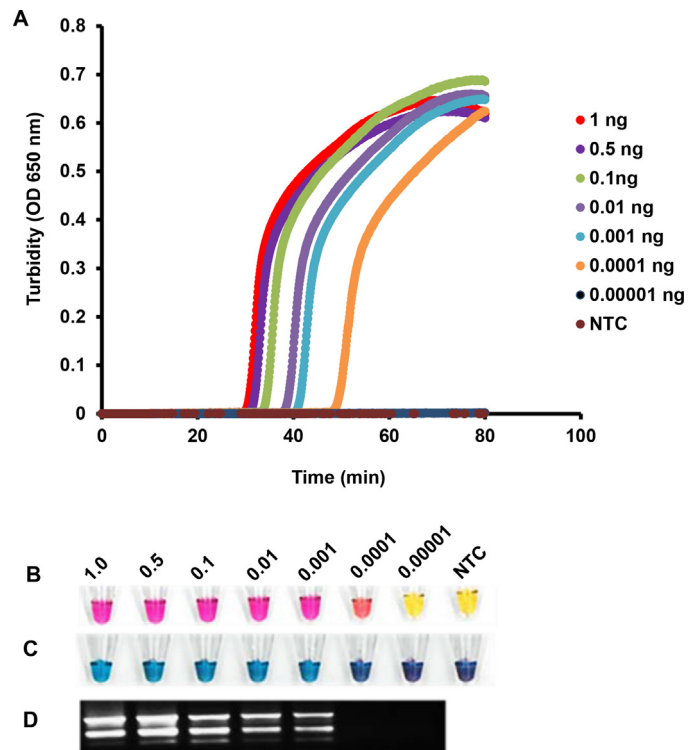 A
0.8
0.7
0.6
0.5
0.4
0.3
0.2
0.1
0
Turbidity (OD 650 nm)
0 20 40 60 80 100
Time (min)
1 ng
0.5 ng
0.1ng
0.01 ng
0.001 ng
0.0001 ng
0.00001 ng
NTC
1.0 0.5 0.1 0.01 0.001 0.0001 0.00001 NTC
B
C
D